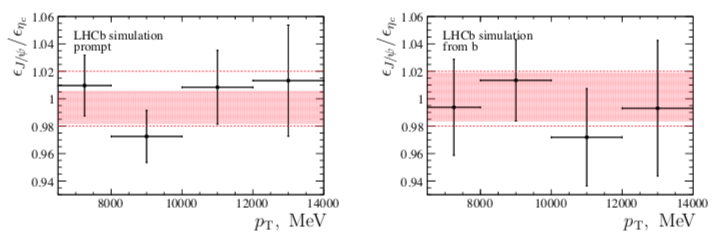 ϵ_{J/ψ} / ϵ_{η_c}
1.06
1.04
1.02
1
0.98
0.96
0.94
LHCb simulation
prompt
8000 10000 12000 14000
p_T, MeV
ϵ_{J/ψ} / ϵ_{η_c}
1.06
1.04
1.02
1
0.98
0.96
0.94
LHCb simulation
from b
8000 10000 12000 14000
p_T, MeV